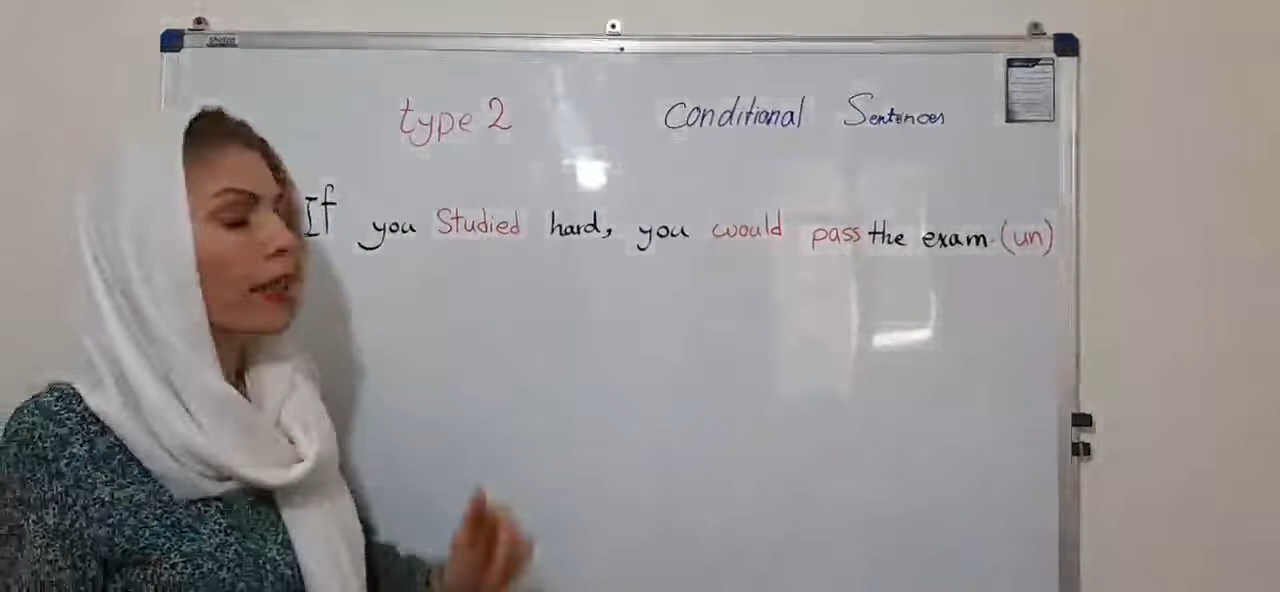 type 2 Conditional Sentences
If you Studied hard, you would pass the exam. (un)